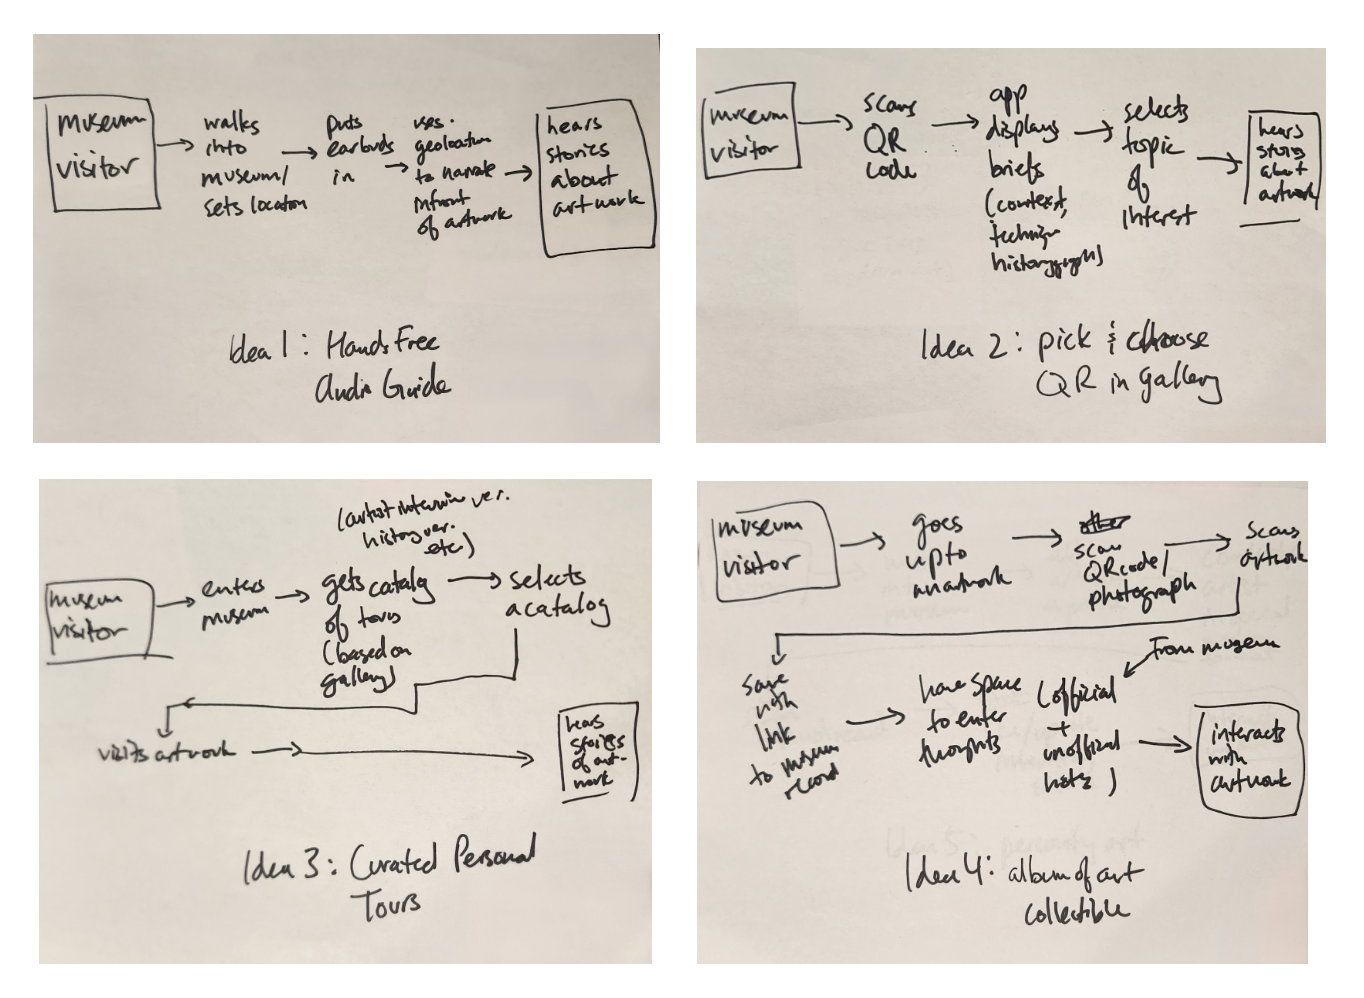 museum
visitor
walks
into
museum/
sets location
puts
earbuds
in
uses
geolocation
to narrate
infront
of artwork
hears
stories
about
artwork
Idea 1: Hands Free
Audio Guide
museum
visitor
scans
QR
code
app
displays
briefs
(context,
technique
selects
topic
of
interest
hears
stories
about
artwork
Idea 2: pick & choose
QR in gallery
museum
visitor
enters
museum
(artist interview ver.
history ver.
etc)
gets catalog
of tours
(based on
gallery)
selects
a catalog
visits artwork
hears
stories
of art-
work
Idea 3: Curated Personal
Tours
museum
visitor
goes
up to
an artwork
scan
QR code/
photograph
scans
artwork
save
with
link
to museum
record
have space
to enter
thoughts
From museum
(official
+
unofficial
notes)
interacts
with
artwork
Idea 4: album of art
collectible